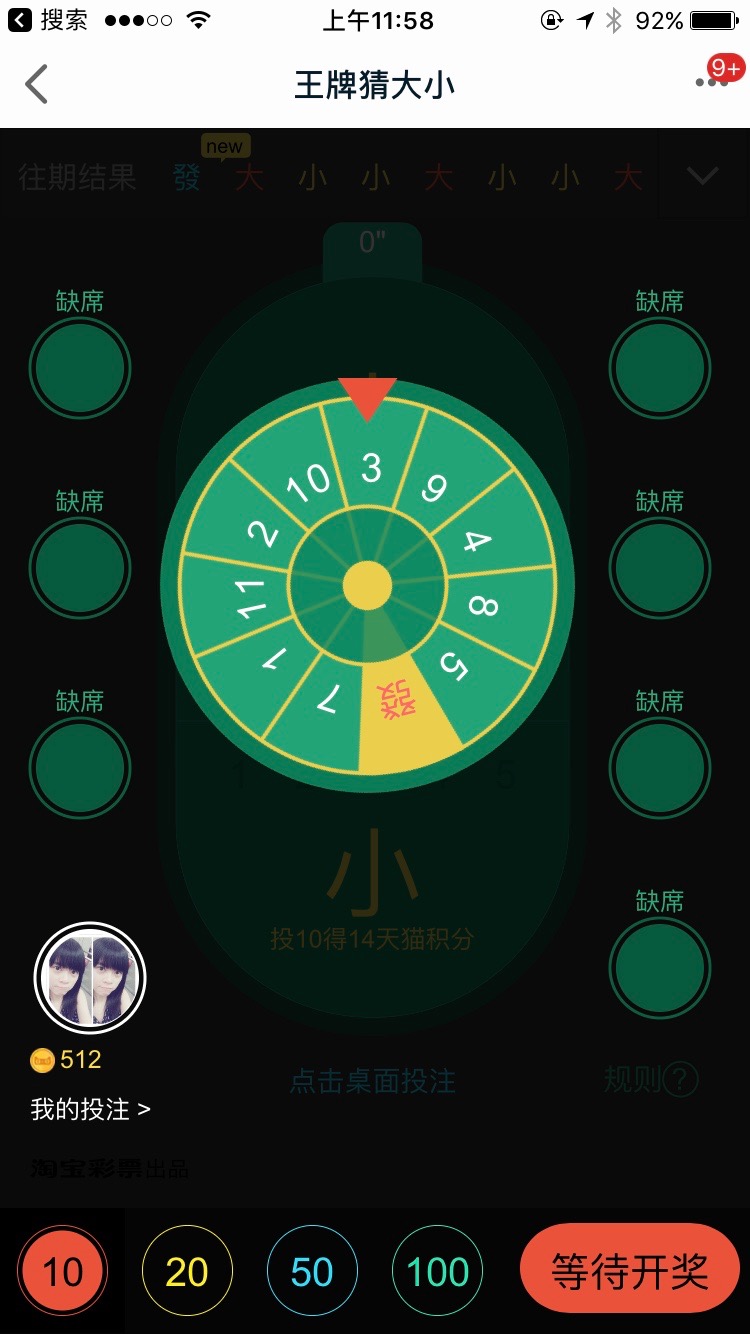 搜索 上午11:58 92%
王牌猜大小 9+
new
往期结果 發 大 小 小 大 小 小 大
0"
缺席 缺席
缺席 缺席
缺席 缺席
缺席
3
9
4
8
5
發
7
1
11
2
10
5
小
投10得14天猫积分
512
点击桌面投注 规则?
我的投注 >
淘宝彩票出品
10 20 50 100 等待开奖